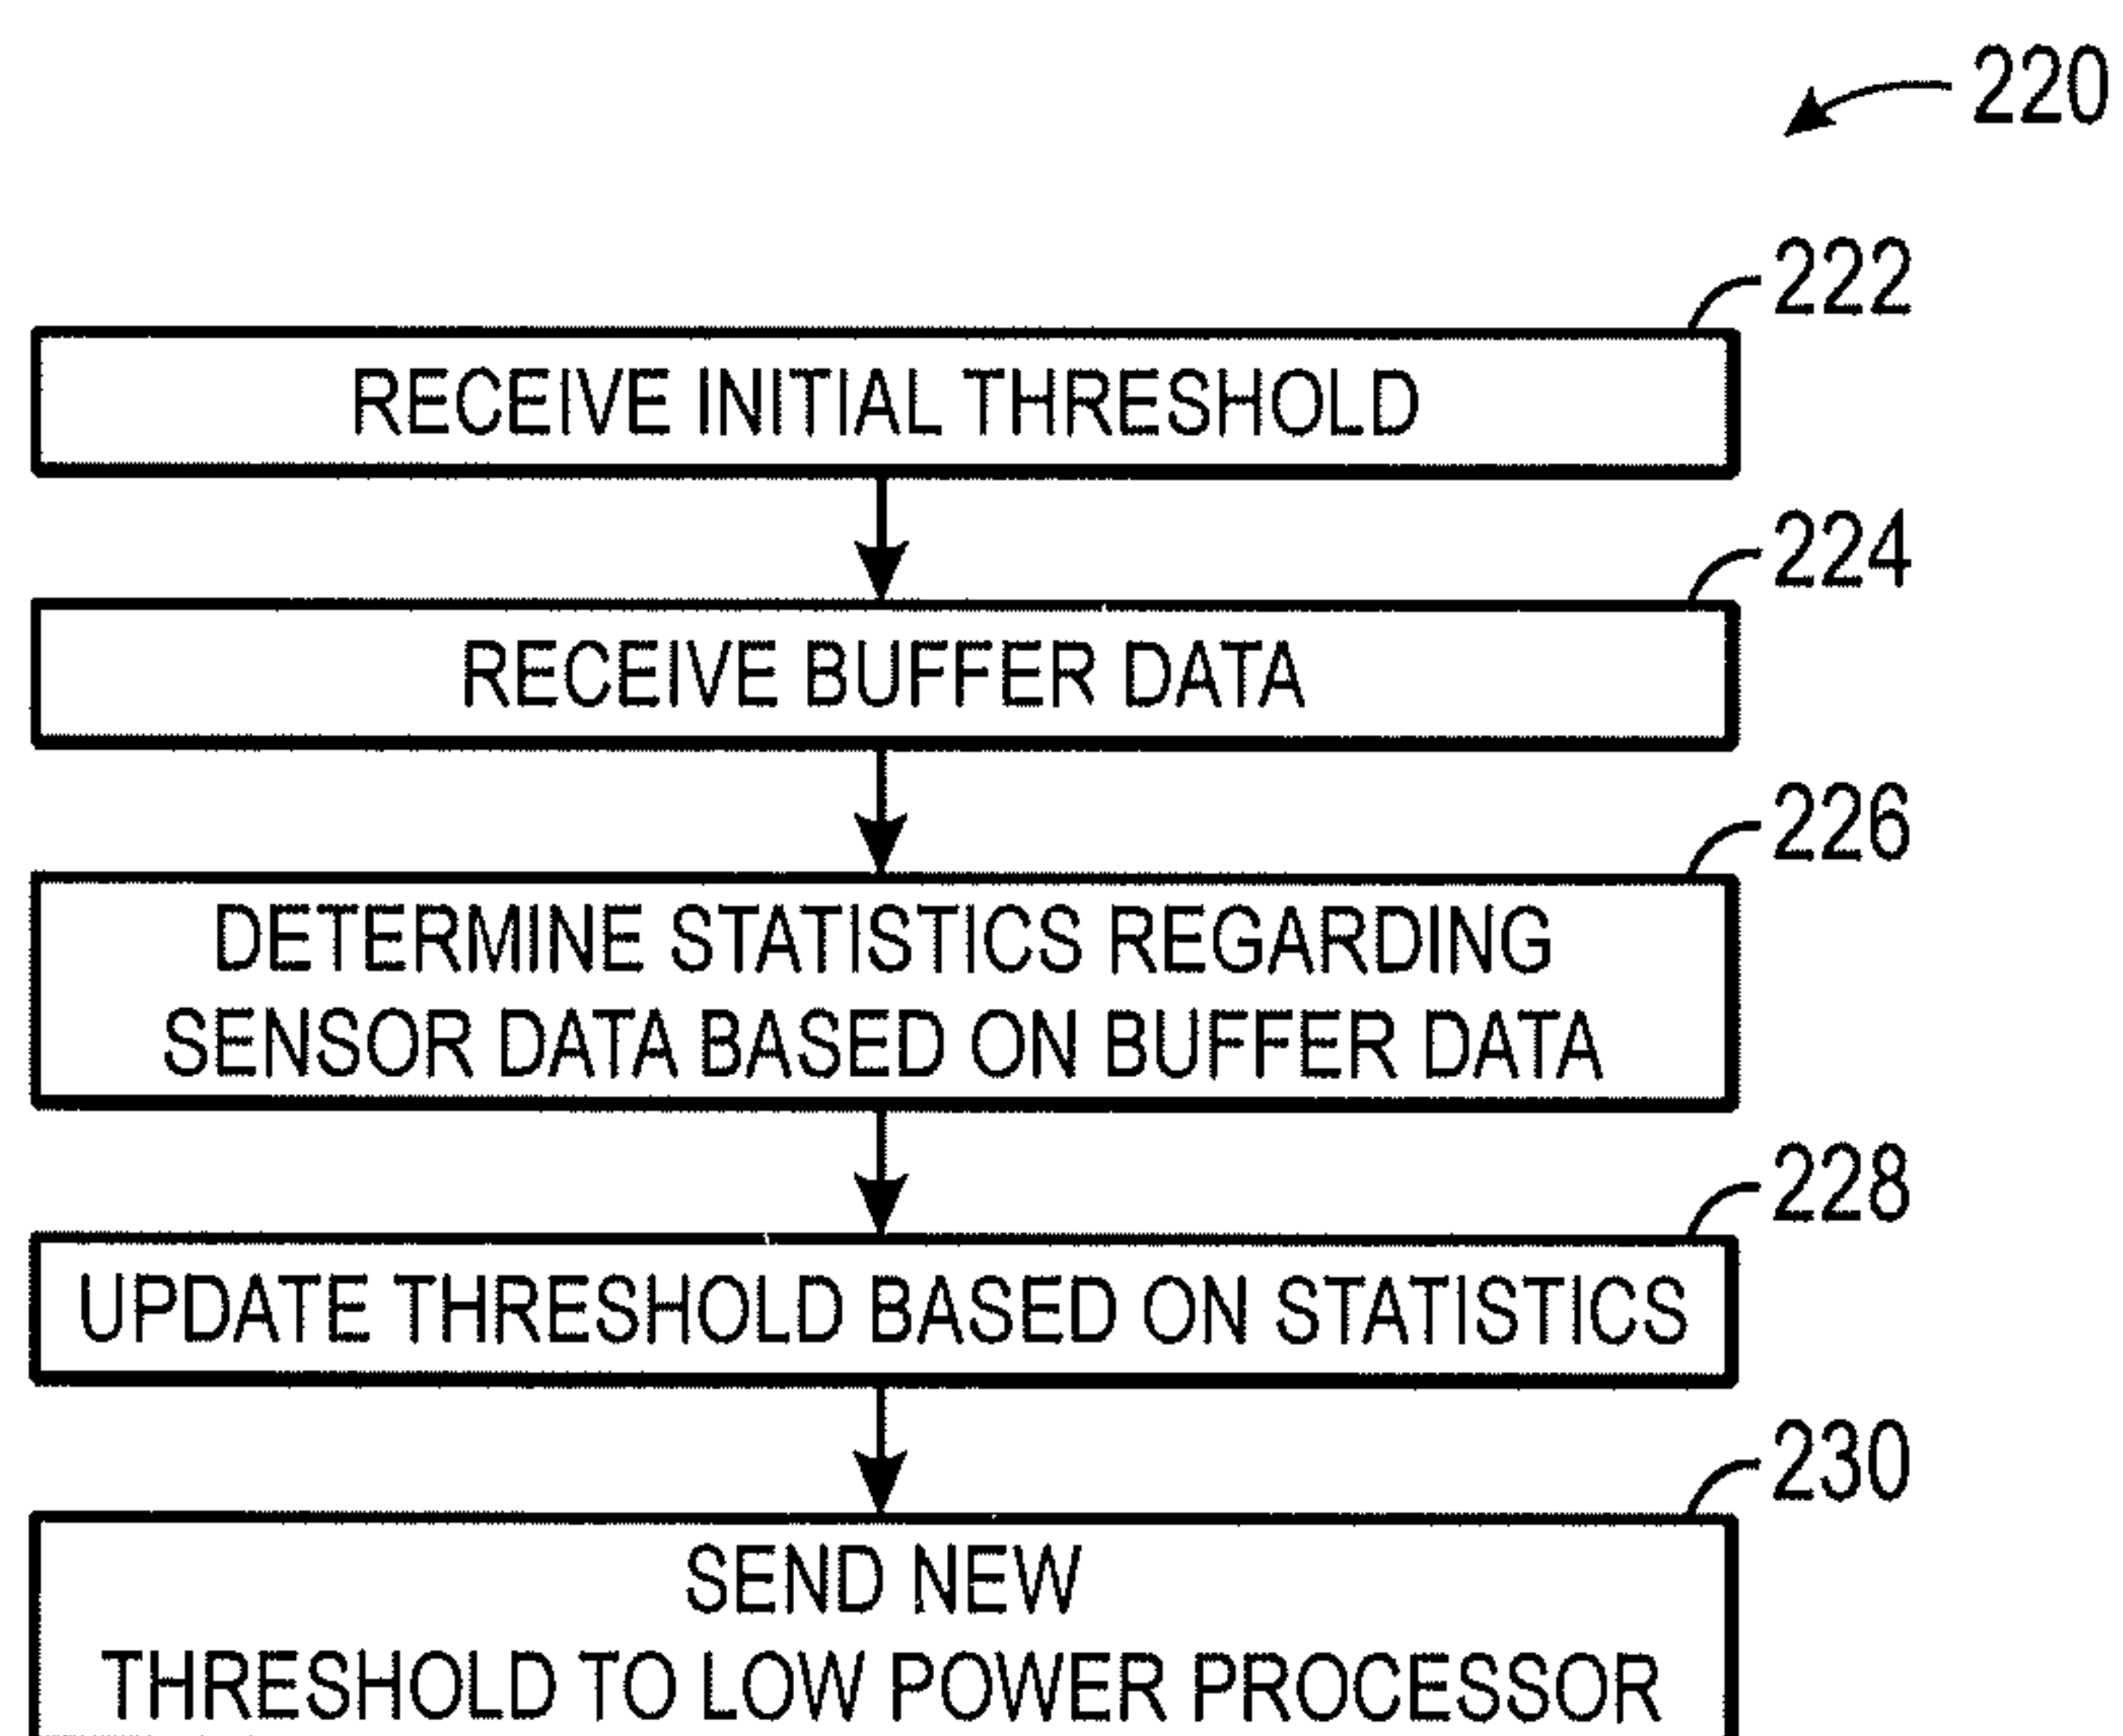 220
222
RECEIVE INITIAL THRESHOLD
224
RECEIVE BUFFER DATA
226
DETERMINE STATISTICS REGARDING
SENSOR DATA BASED ON BUFFER DATA
228
UPDATE THRESHOLD BASED ON STATISTICS
230
SEND NEW
THRESHOLD TO LOW POWER PROCESSOR